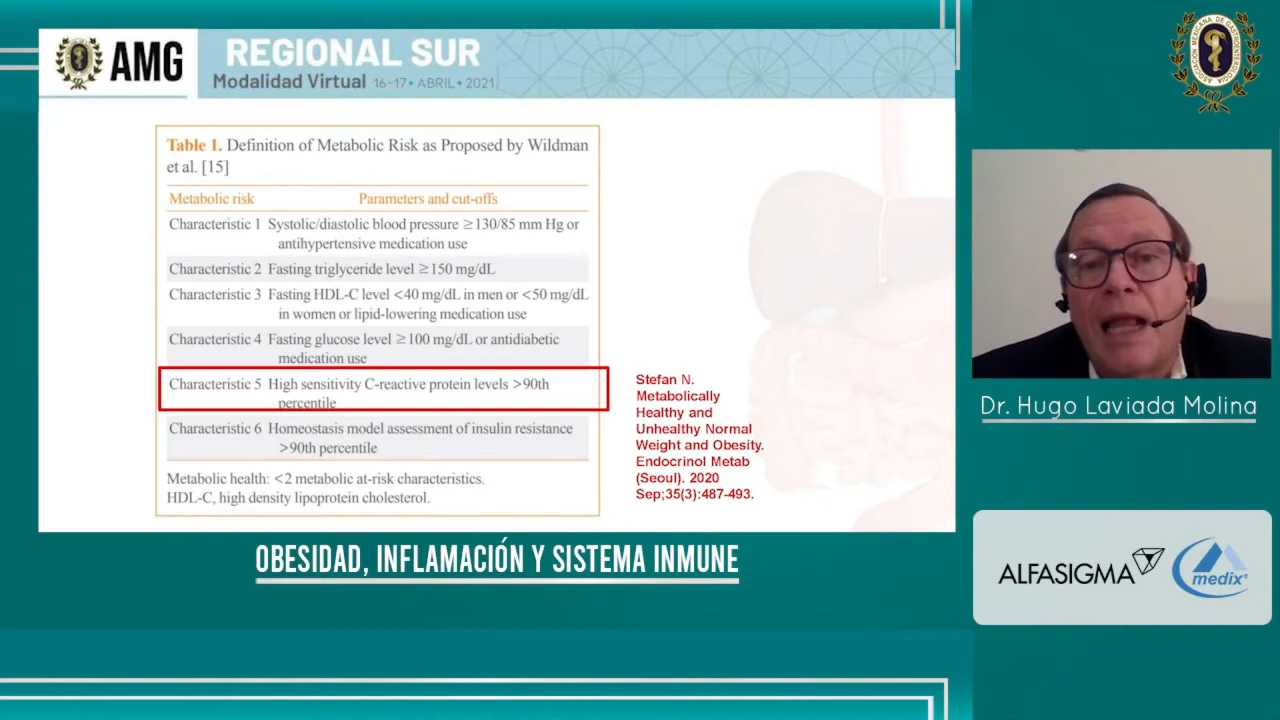 AMG
REGIONAL SUR
Modalidad Virtual 16-17• ABRIL • 2021
ASOCIACIÓN MEXICANA DE GASTROENTEROLOGÍA
Table 1. Definition of Metabolic Risk as Proposed by Wildman
et al. [15]
Metabolic risk Parameters and cut-offs
Characteristic 1 Systolic/diastolic blood pressure ≥130/85 mm Hg or
antihypertensive medication use
Characteristic 2 Fasting triglyceride level ≥150 mg/dL
Characteristic 3 Fasting HDL-C level <40 mg/dL in men or <50 mg/dL
in women or lipid-lowering medication use
Characteristic 4 Fasting glucose level ≥100 mg/dL or antidiabetic
medication use
Characteristic 5 High sensitivity C-reactive protein levels >90th
percentile
Characteristic 6 Homeostasis model assessment of insulin resistance
>90th percentile
Metabolic health: <2 metabolic at-risk characteristics.
HDL-C, high density lipoprotein cholesterol.
Stefan N.
Metabolically
Healthy and
Unhealthy Normal
Weight and Obesity.
Endocrinol Metab
(Seoul). 2020
Sep;35(3):487-493.
Dr. Hugo Laviada Molina
OBESIDAD, INFLAMACIÓN Y SISTEMA INMUNE
ALFASIGMA
medix®